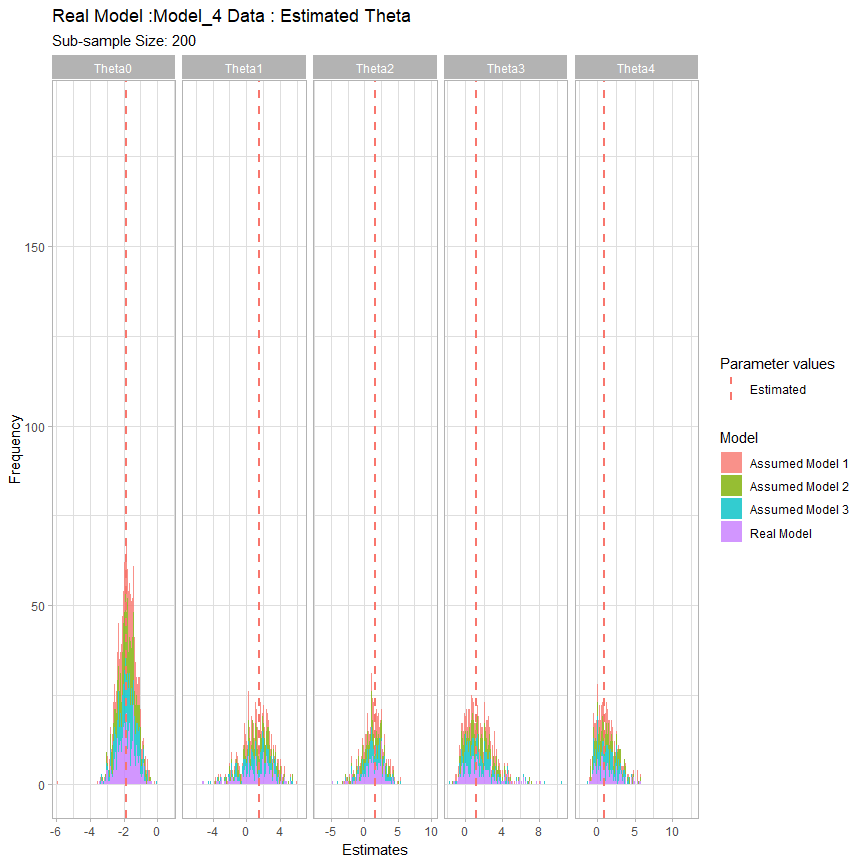 Real Model :Model_4 Data : Estimated Theta
Sub-sample Size: 200
Theta0 Theta1 Theta2 Theta3 Theta4
150
100
50
0
Frequency
-6 -4 -2 0 -4 0 4 -5 0 5 10 0 4 8 0 5 10
Estimates
Parameter values
Estimated
Model
Assumed Model 1
Assumed Model 2
Assumed Model 3
Real Model